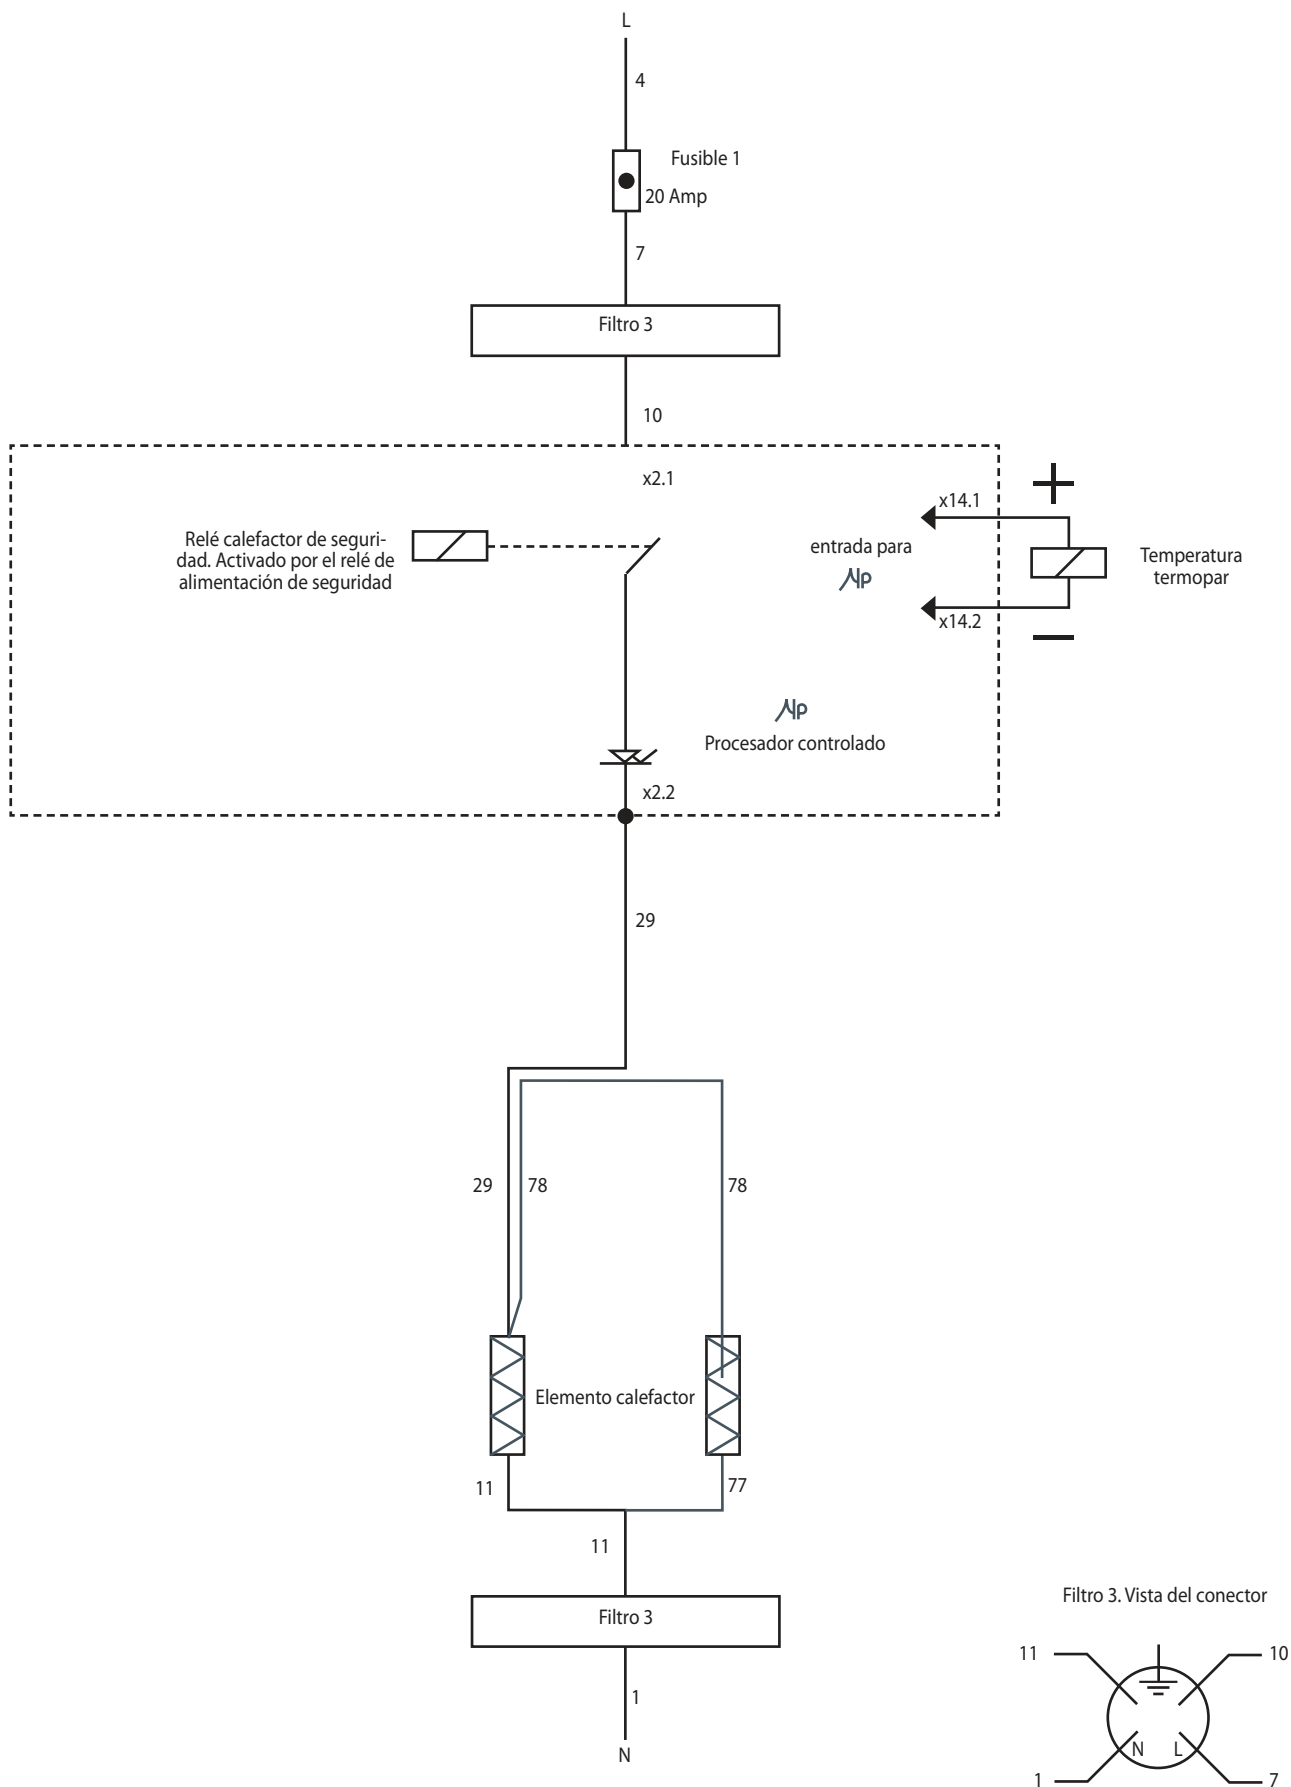 L
4
Fusible 1
20 Amp
7
Filtro 3
10
x2.1
x14.1
Relé calefactor de seguri-
dad. Activado por el relé de
alimentación de seguridad
entrada para
Temperatura
termopar
x14.2
Procesador controlado
x2.2
29
29
78
78
Elemento calefactor
11
77
11
Filtro 3
1
N
Filtro 3. Vista del conector
11
10
N
L
1
7